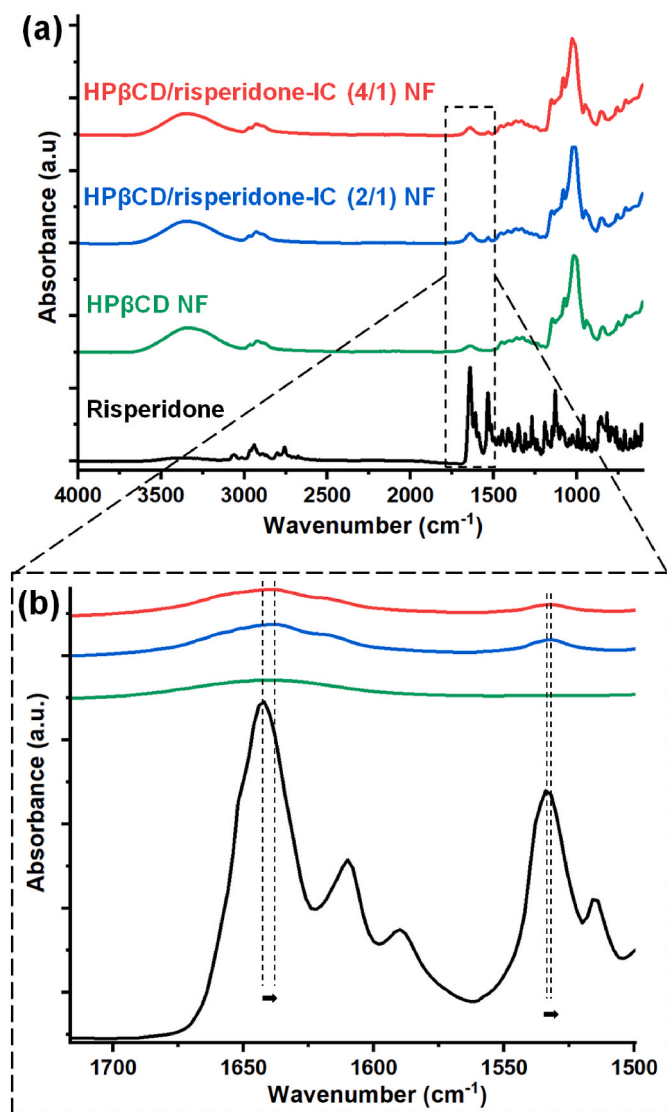 (a)
HPβCD/risperidone-IC (4/1) NF
HPβCD/risperidone-IC (2/1) NF
HPβCD NF
Risperidone
Absorbance (a.u)
4000 3500 3000 2500 2000 1500 1000
Wavenumber (cm⁻¹)
(b)
Absorbance (a.u.)
1700 1650 1600 1550 1500
Wavenumber (cm⁻¹)